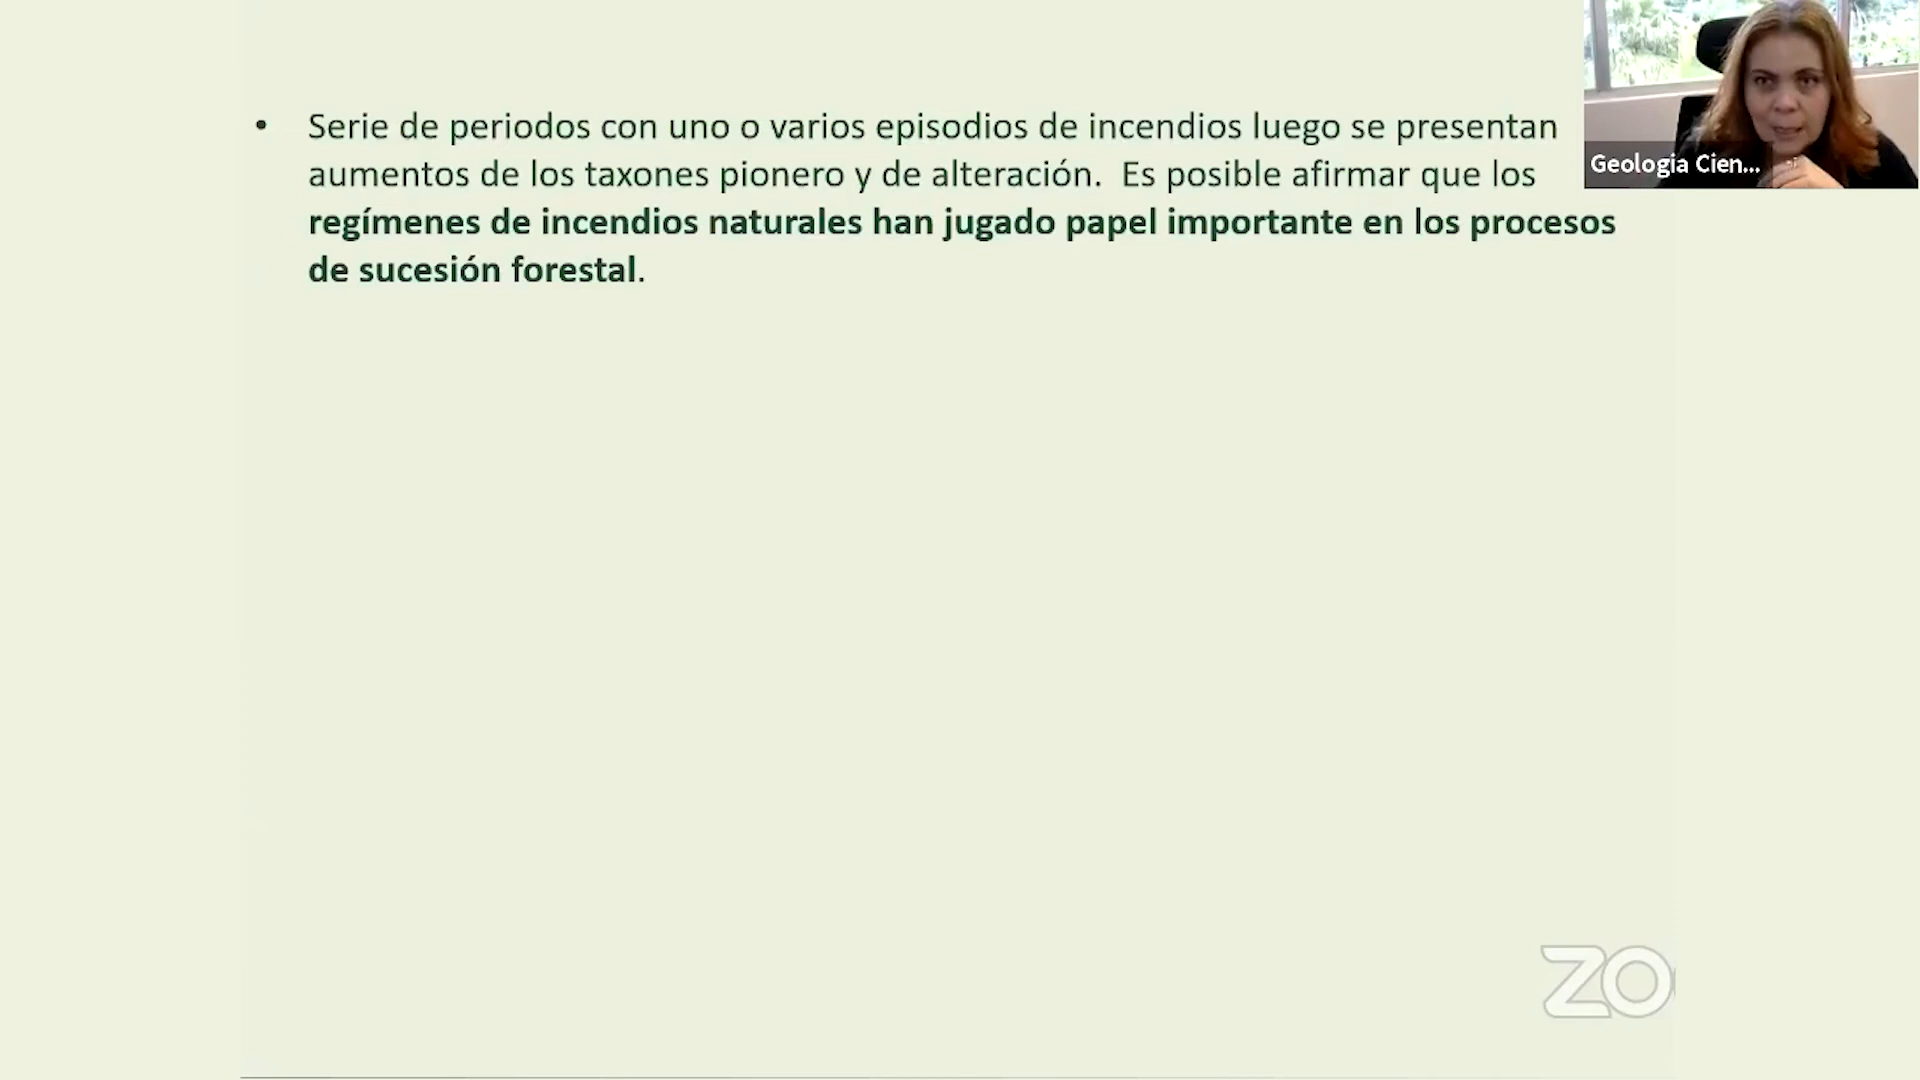 • Serie de periodos con uno o varios episodios de incendios luego se presentan
aumentos de los taxones pionero y de alteración.  Es posible afirmar que los
regímenes de incendios naturales han jugado papel importante en los procesos
de sucesión forestal.
Geologia Cien...
ZO